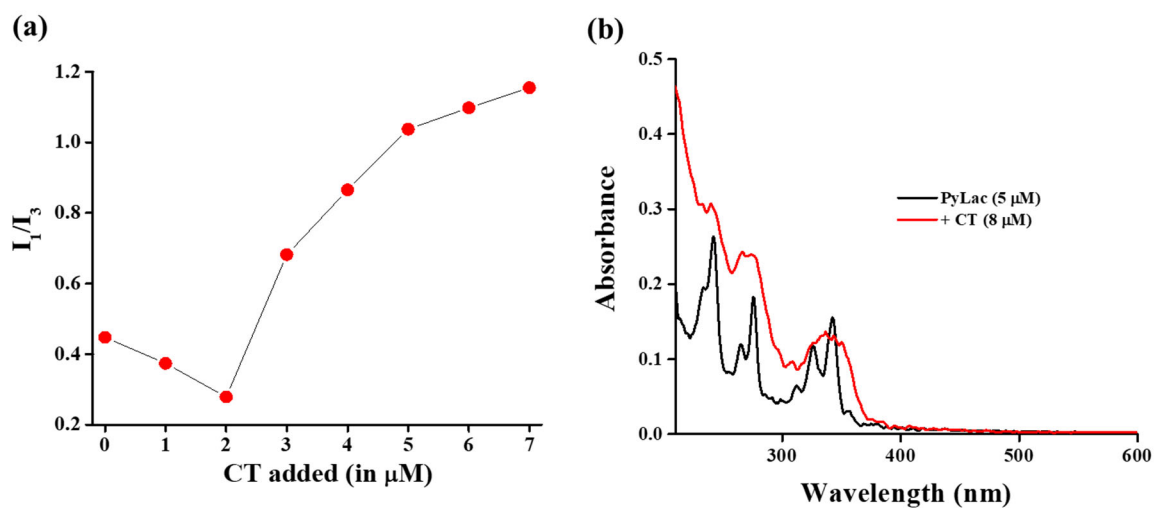 (a)
I₁/I₃
1.2
1.0
0.8
0.6
0.4
0.2
0 1 2 3 4 5 6 7
CT added (in μM)
(b)
Absorbance
0.5
0.4
0.3
0.2
0.1
0.0
300 400 500 600
Wavelength (nm)
PyLac (5 μM)
+ CT (8 μM)